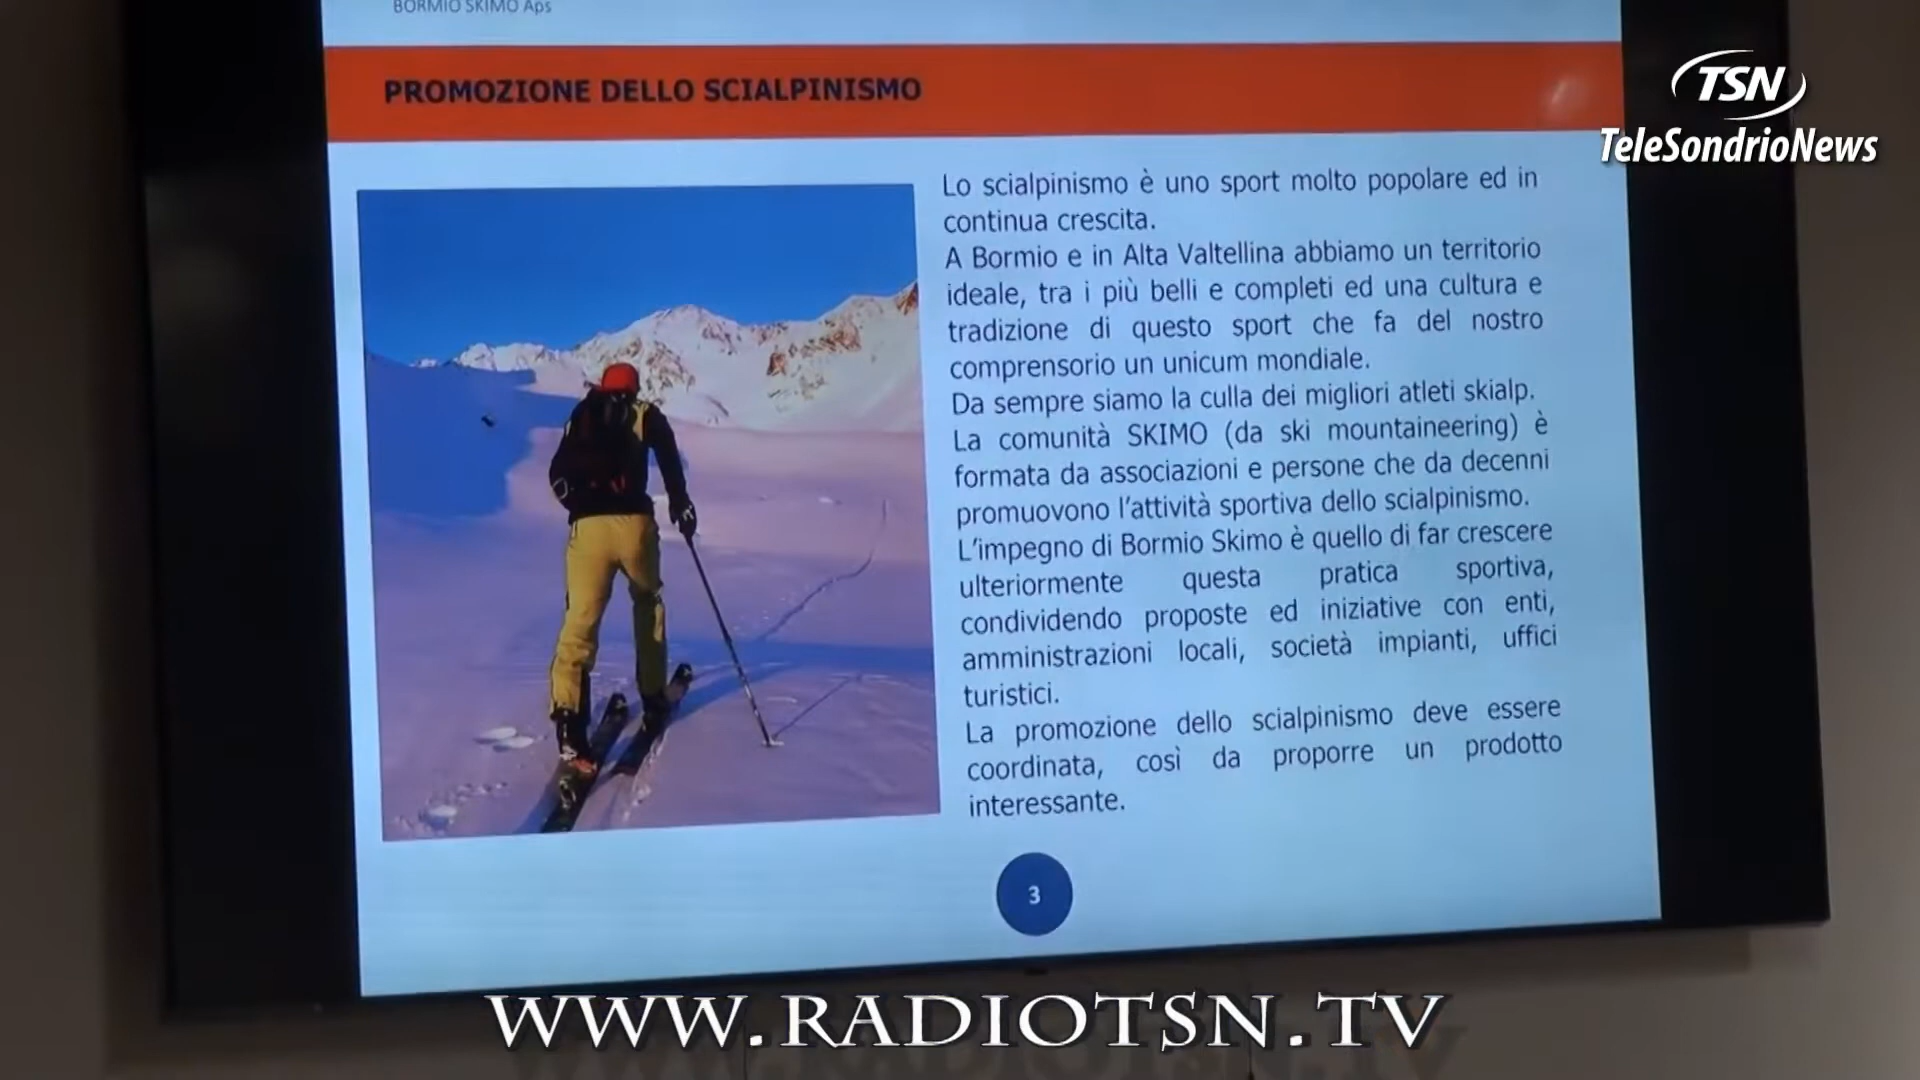 BORMIO SKIMO Aps
PROMOZIONE DELLO SCIALPINISMO
TSN
TeleSondrioNews
Lo scialpinismo è uno sport molto popolare ed in
continua crescita.
A Bormio e in Alta Valtellina abbiamo un territorio
ideale, tra i più belli e completi ed una cultura e
tradizione di questo sport che fa del nostro
comprensorio un unicum mondiale.
Da sempre siamo la culla dei migliori atleti skialp.
La comunità SKIMO (da ski mountaineering) è
formata da associazioni e persone che da decenni
promuovono l'attività sportiva dello scialpinismo.
L'impegno di Bormio Skimo è quello di far crescere
ulteriormente questa pratica sportiva,
condividendo proposte ed iniziative con enti,
amministrazioni locali, società impianti, uffici
turistici.
La promozione dello scialpinismo deve essere
coordinata, così da proporre un prodotto
interessante.
3
WWW.RADIOTSN.TV